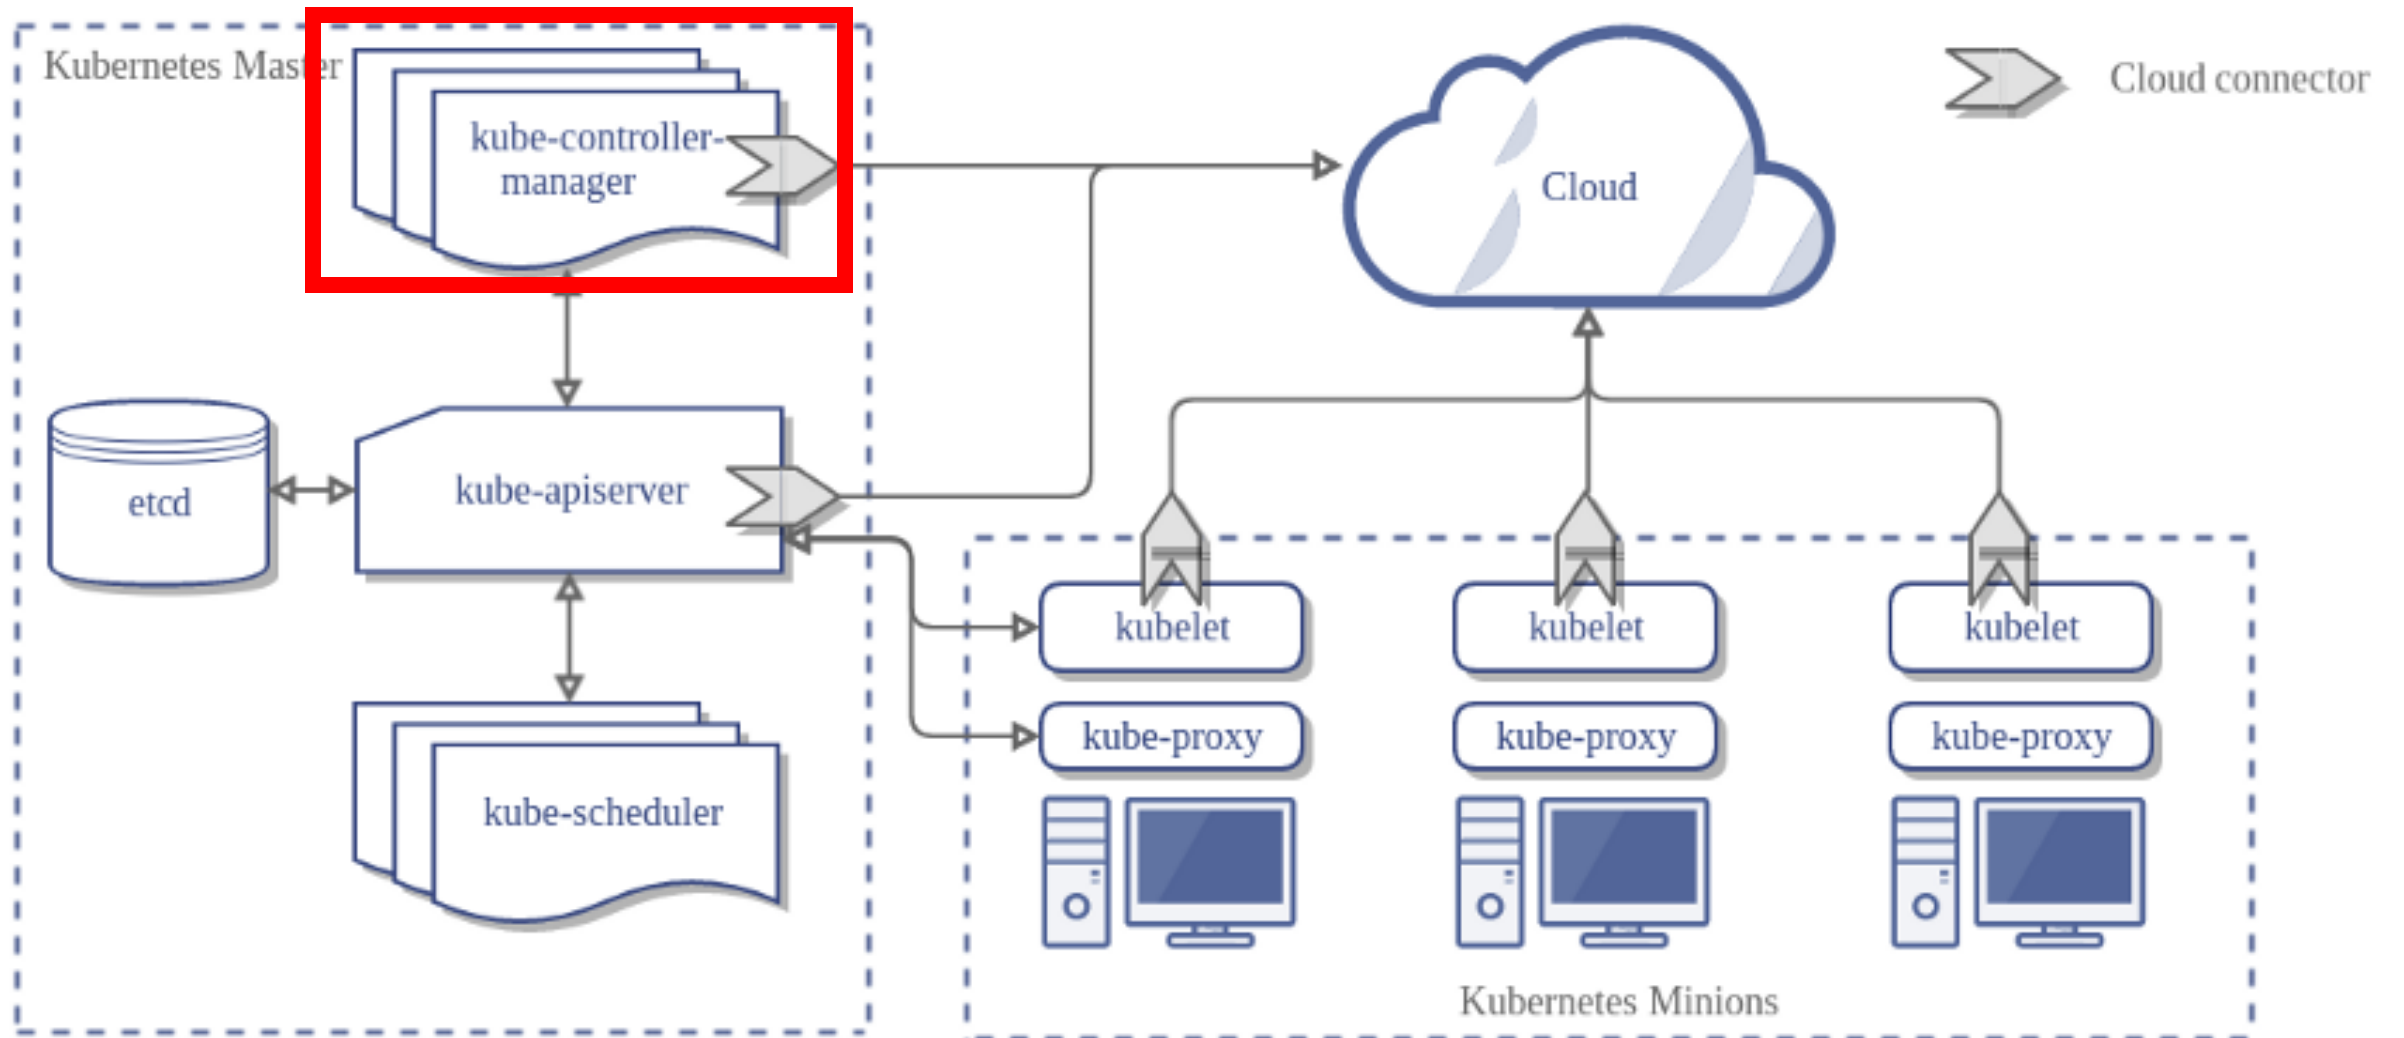 Kubernetes Master
kube-controller-
manager
Cloud
Cloud connector
etcd
kube-apiserver
kubelet
kubelet
kubelet
kube-proxy
kube-proxy
kube-proxy
kube-scheduler
Kubernetes Minions